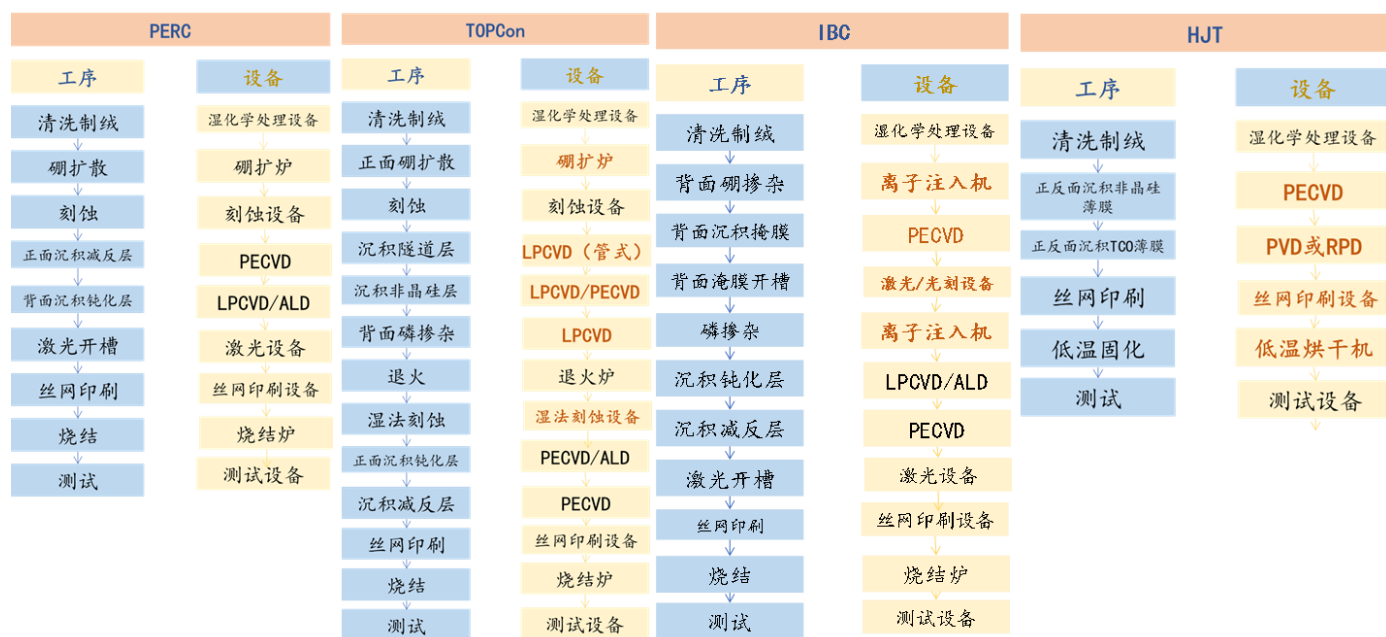 PERC
工序
清洗制绒
硼扩散
刻蚀
正面沉积减反层
背面沉积钝化层
激光开槽
丝网印刷
烧结
测试
设备
湿化学处理设备
硼扩炉
刻蚀设备
PECVD
LPCVD/ALD
激光设备
丝网印刷设备
烧结炉
测试设备
TOPCon
工序
清洗制绒
正面硼扩散
刻蚀
沉积隧道层
沉积非晶硅层
背面磷掺杂
退火
湿法刻蚀
正面沉积钝化层
沉积减反层
丝网印刷
烧结
测试
设备
湿化学处理设备
硼扩炉
刻蚀设备
LPCVD（管式）
LPCVD/PECVD
LPCVD
退火炉
湿法刻蚀设备
PECVD/ALD
PECVD
丝网印刷设备
烧结炉
测试设备
IBC
工序
清洗制绒
背面硼掺杂
背面沉积掩膜
背面淹膜开槽
磷掺杂
沉积钝化层
沉积减反层
激光开槽
丝网印刷
烧结
测试
设备
湿化学处理设备
离子注入机
PECVD
激光/光刻设备
离子注入机
LPCVD/ALD
PECVD
激光设备
丝网印刷设备
烧结炉
测试设备
HJT
工序
清洗制绒
正反面沉积非晶硅
薄膜
正反面沉积TCO薄膜
丝网印刷
低温固化
测试
设备
湿化学处理设备
PECVD
PVD或RPD
丝网印刷设备
低温烘干机
测试设备